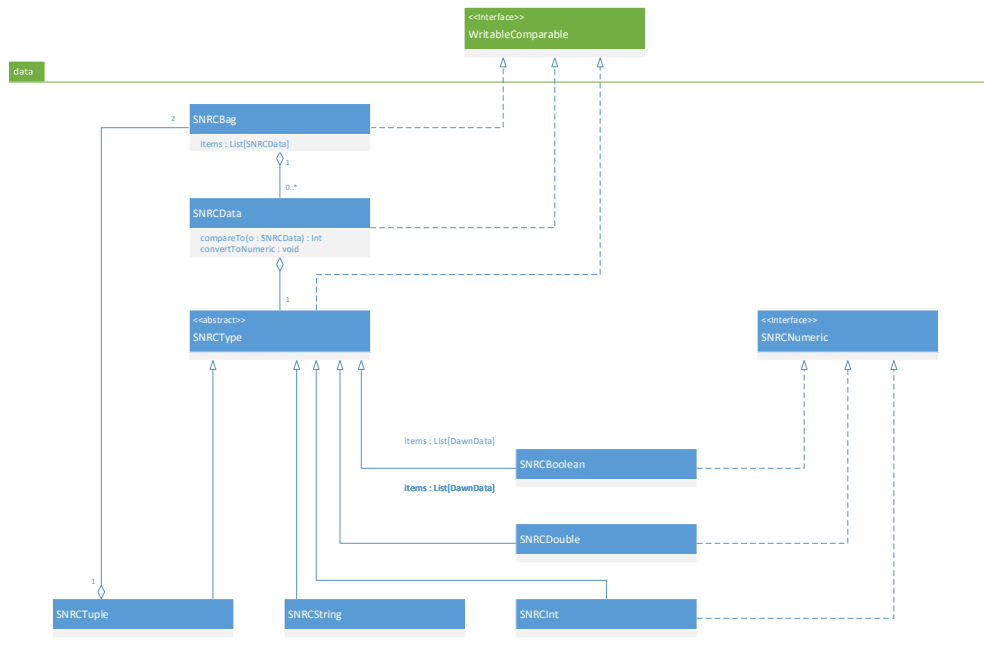 <<Interface>>
WritableComparable
data
2
SNRCBag
items : List[SNRCData]
1
0..*
SNRCData
compareTo(o : SNRCData) : Int
convertToNumeric : void
1
<<abstract>>
SNRCType
<<Interface>>
SNRCNumeric
items : List[DawnData]
SNRCBoolean
items : List[DawnData]
SNRCDouble
1
SNRCTuple
SNRCString
SNRCInt